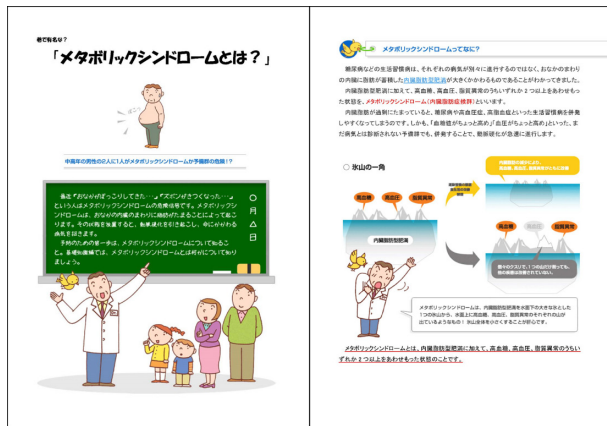 巷で有名な?
「メタボリックシンドロームとは?」
中高年の男性の2人に1人がメタボリックシンドロームか予備群の危険!?
最近『おなかがぽっこりしてきた…』『ズボンがきつくなった…』
という人はメタボリックシンドロームの危険信号です。メタボリックシ
ンドロームは、おなかの内臓のまわりに脂肪がたまることによって起こ
ります。その状態を放置すると、動脈硬化を引き起こし、命にかかわる
病気を招きます。
予防のための第一歩は、メタボリックシンドロームについて知るこ
と。基礎知識編では、メタボリックシンドロームとは何かについて知り
ましょう。
○
月
△
日
メタボリックシンドロームってなに?
糖尿病などの生活習慣病は、それぞれの病気が別々に進行するのではなく、おなかのまわり
の内臓に脂肪が蓄積した内臓脂肪型肥満が大きくかかわるものであることがわかってきました。
内臓脂肪型肥満に加えて、高血糖、高血圧、脂質異常のうちいずれか2つ以上をあわせもっ
た状態を、メタボリックシンドローム(内臓脂肪症候群)といいます。
内臓脂肪が過剰にたまっていると、糖尿病や高血圧症、高脂血症といった生活習慣病を併発
しやすくなってしまうのです。しかも、「血糖値がちょっと高め」「血圧がちょっと高め」といった、ま
だ病気とは診断されない予備群でも、併発することで、動脈硬化が急速に進行します。
○ 氷山の一角
高血糖
高血圧
脂質異常
内臓脂肪型肥満
高血糖
高血圧
脂質異常
個々のクスリで、1つの山だけ削っても、
他の病態は改善されていない。
メタボリックシンドロームは、内臓脂肪型肥満を水面下の大きな氷とした
1つの氷山から、水面上に高血糖、高血圧、脂質異常のそれぞれの山が
出ているようなもの! 氷山全体を小さくすることが肝心です。
メタボリックシンドロームとは、内臓脂肪型肥満に加えて、高血糖、高血圧、脂質異常のうちい
ずれか2つ以上をあわせもった状態のことです。